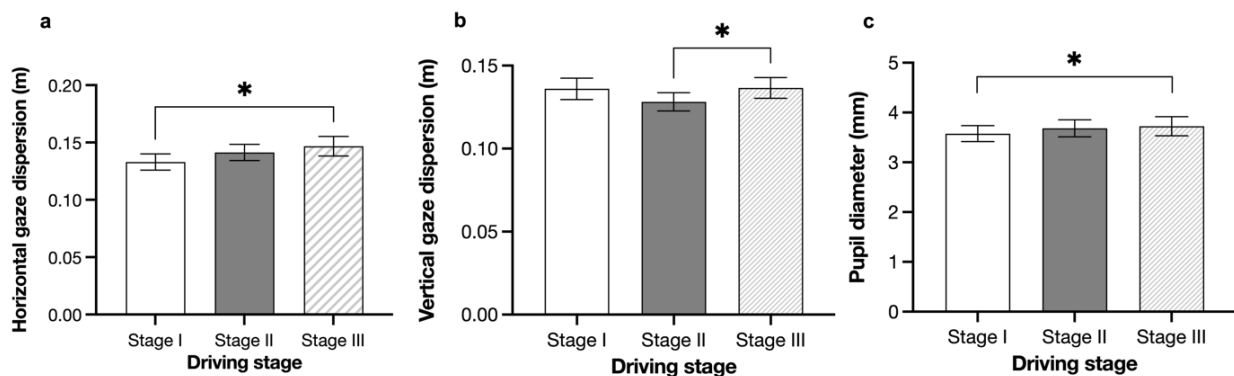 a
Horizontal gaze dispersion (m)
0.20
0.15
0.10
0.05
0.00
*
Stage I Stage II Stage III
Driving stage
b
Vertical gaze dispersion (m)
0.15
0.10
0.05
0.00
*
Stage I Stage II Stage III
Driving stage
c
Pupil diameter (mm)
5
4
3
2
1
0
*
Stage I Stage II Stage III
Driving stage